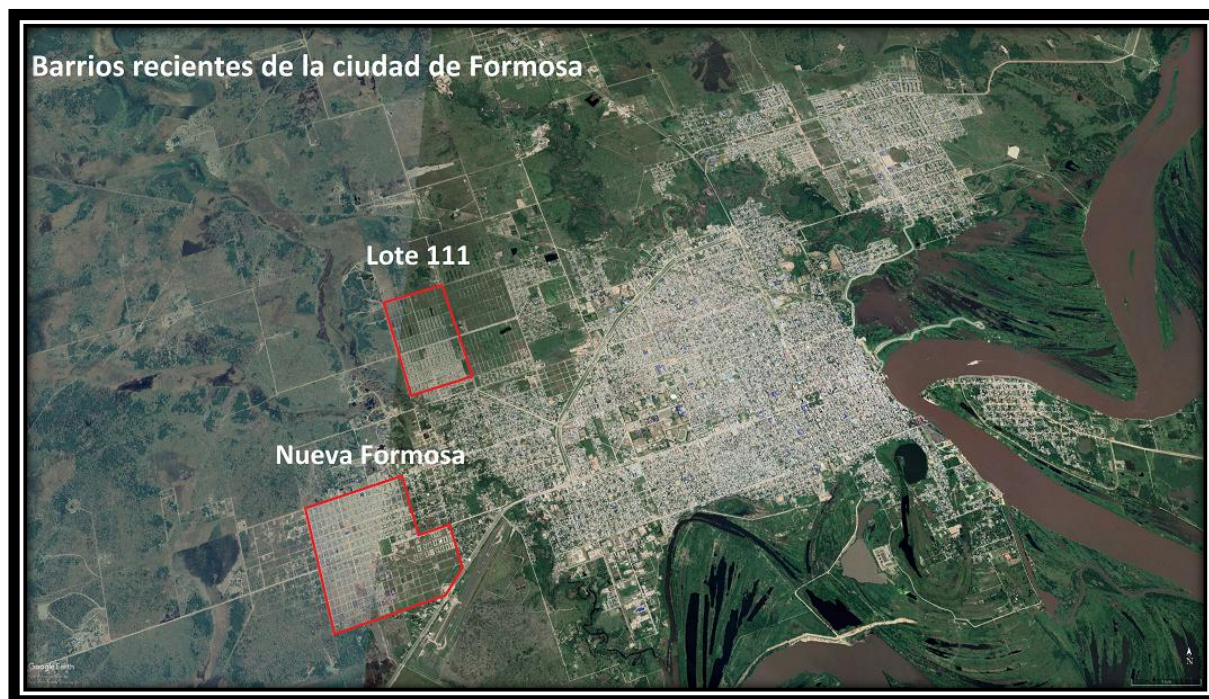 Barrios recientes de la ciudad de Formosa
Lote 111
Nueva Formosa
Google Earth
N